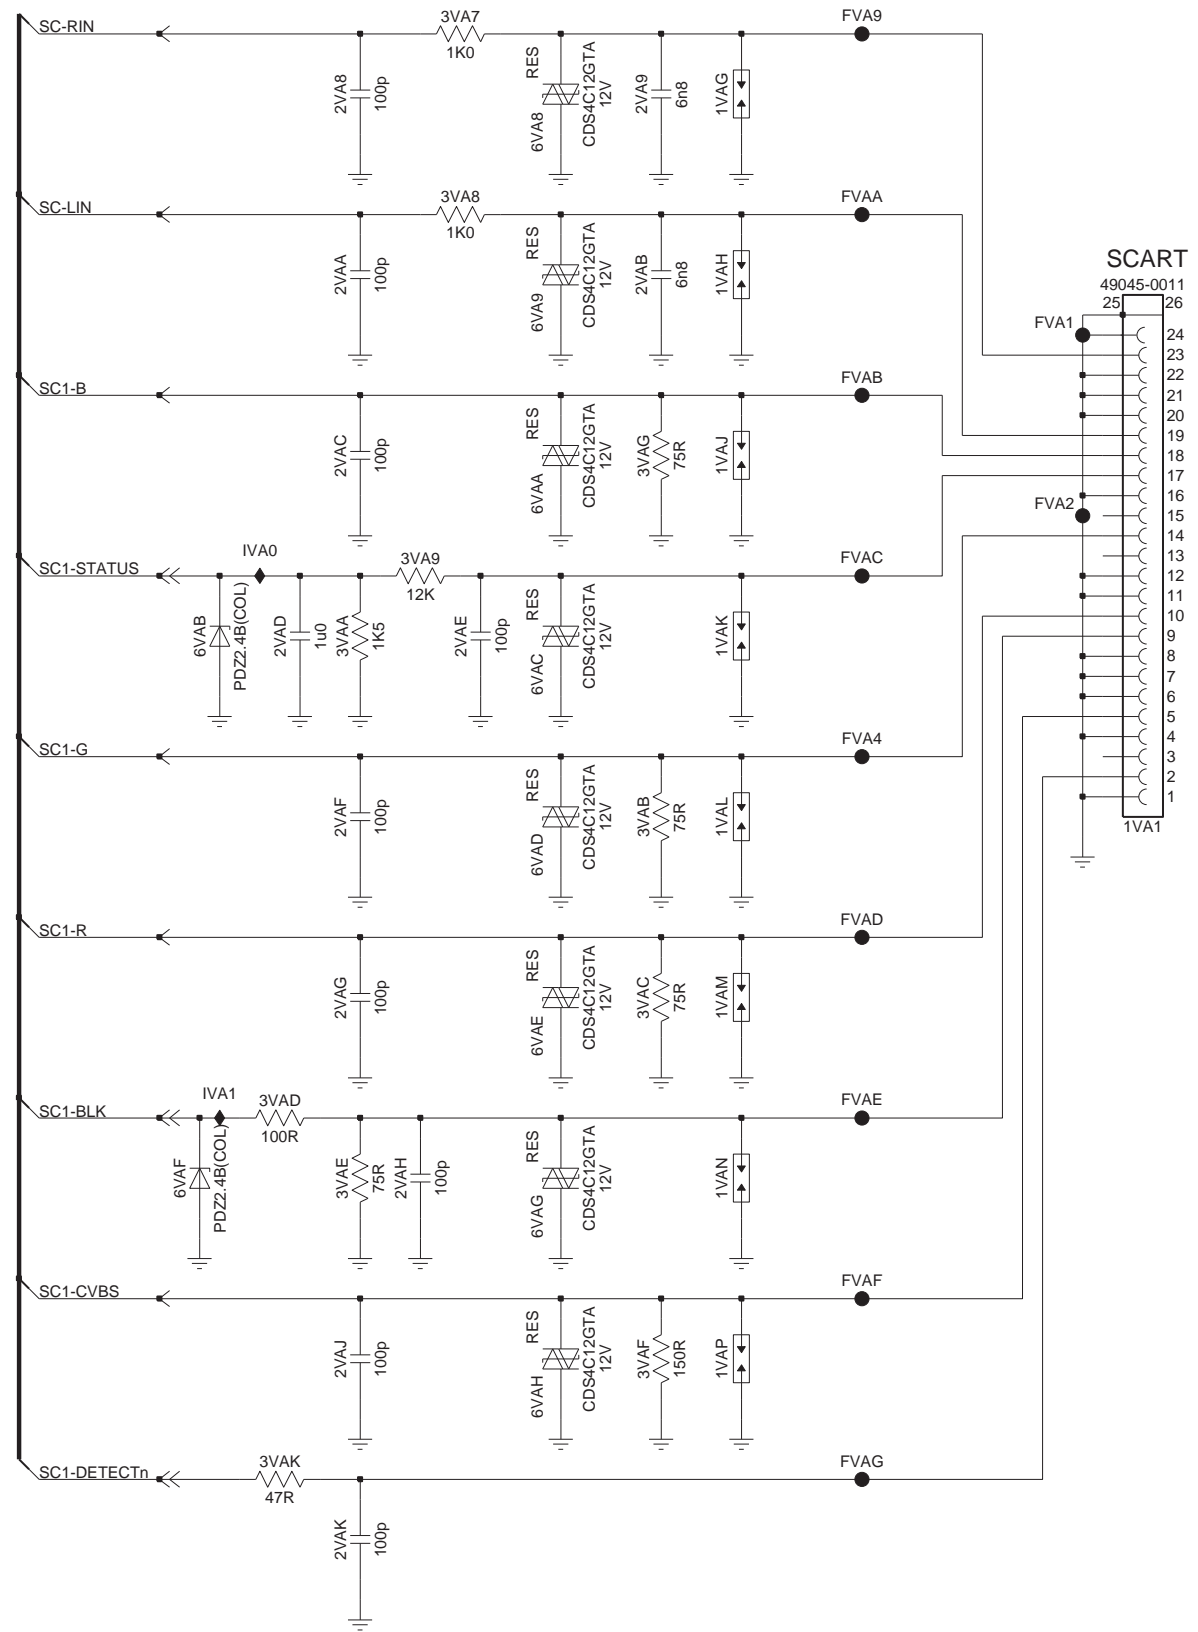 SC-RIN
3VA7
1K0
FVA9
2VA8
100p
RES
6VA8
CDS4C12GTA
12V
2VA9
6n8
1VAG
SC-LIN
3VA8
1K0
FVAA
2VAA
100p
RES
6VA9
CDS4C12GTA
12V
2VAB
6n8
1VAH
SCART
49045-0011
25
26
FVA1
24
23
22
21
20
19
18
17
16
FVA2
15
14
13
12
11
10
9
8
7
6
5
4
3
2
1
1VA1
SC1-B
FVAB
2VAC
100p
RES
6VAA
CDS4C12GTA
12V
3VAG
75R
1VAJ
SC1-STATUS
IVA0
3VA9
12K
FVAC
6VAB
PDZ2.4B(COL)
2VAD
1u0
3VAA
1K5
2VAE
100p
RES
6VAC
CDS4C12GTA
12V
1VAK
SC1-G
FVA4
2VAF
100p
RES
6VAD
CDS4C12GTA
12V
3VAB
75R
1VAL
SC1-R
FVAD
2VAG
100p
RES
6VAE
CDS4C12GTA
12V
3VAC
75R
1VAM
SC1-BLK
IVA1
3VAD
100R
FVAE
6VAF
PDZ2.4B(COL)
3VAE
75R
2VAH
100p
RES
6VAG
CDS4C12GTA
12V
1VAN
SC1-CVBS
FVAF
2VAJ
100p
RES
6VAH
CDS4C12GTA
12V
3VAF
150R
1VAP
SC1-DETECTn
3VAK
47R
FVAG
2VAK
100p